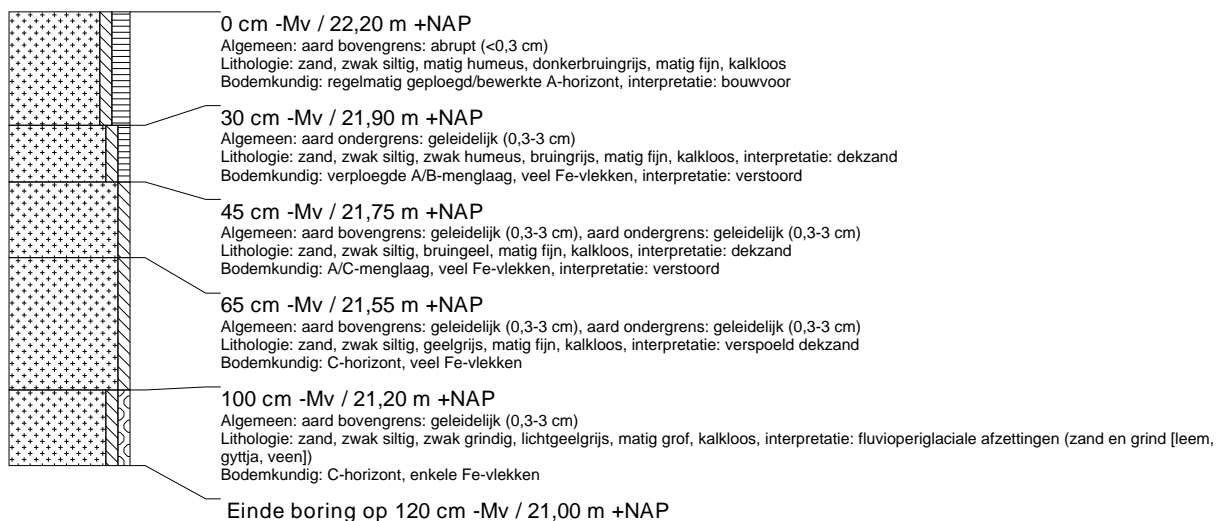 0 cm -Mv / 22,20 m +NAP
Algemeen: aard bovengrens: abrupt (<0,3 cm)
Lithologie: zand, zwak siltig, matig humeus, donkerbruingrijs, matig fijn, kalkloos
Bodemkundig: regelmatig geploegd/bewerkte A-horizont, interpretatie: bouwvoor
30 cm -Mv / 21,90 m +NAP
Algemeen: aard ondergrens: geleidelijk (0,3-3 cm)
Lithologie: zand, zwak siltig, zwak humeus, bruingrijs, matig fijn, kalkloos, interpretatie: dekzand
Bodemkundig: verploegde A/B-menglaag, veel Fe-vlekken, interpretatie: verstoord
45 cm -Mv / 21,75 m +NAP
Algemeen: aard bovengrens: geleidelijk (0,3-3 cm), aard ondergrens: geleidelijk (0,3-3 cm)
Lithologie: zand, zwak siltig, bruingeel, matig fijn, kalkloos, interpretatie: dekzand
Bodemkundig: A/C-menglaag, veel Fe-vlekken, interpretatie: verstoord
65 cm -Mv / 21,55 m +NAP
Algemeen: aard bovengrens: geleidelijk (0,3-3 cm), aard ondergrens: geleidelijk (0,3-3 cm)
Lithologie: zand, zwak siltig, geelgrijs, matig fijn, kalkloos, interpretatie: verspoeld dekzand
Bodemkundig: C-horizont, veel Fe-vlekken
100 cm -Mv / 21,20 m +NAP
Algemeen: aard bovengrens: geleidelijk (0,3-3 cm)
Lithologie: zand, zwak siltig, zwak grindig, lichtgeelgrijs, matig grof, kalkloos, interpretatie: fluvioperiglaciale afzettingen (zand en grind [leem,
gyttja, veen])
Bodemkundig: C-horizont, enkele Fe-vlekken
Einde boring op 120 cm -Mv / 21,00 m +NAP